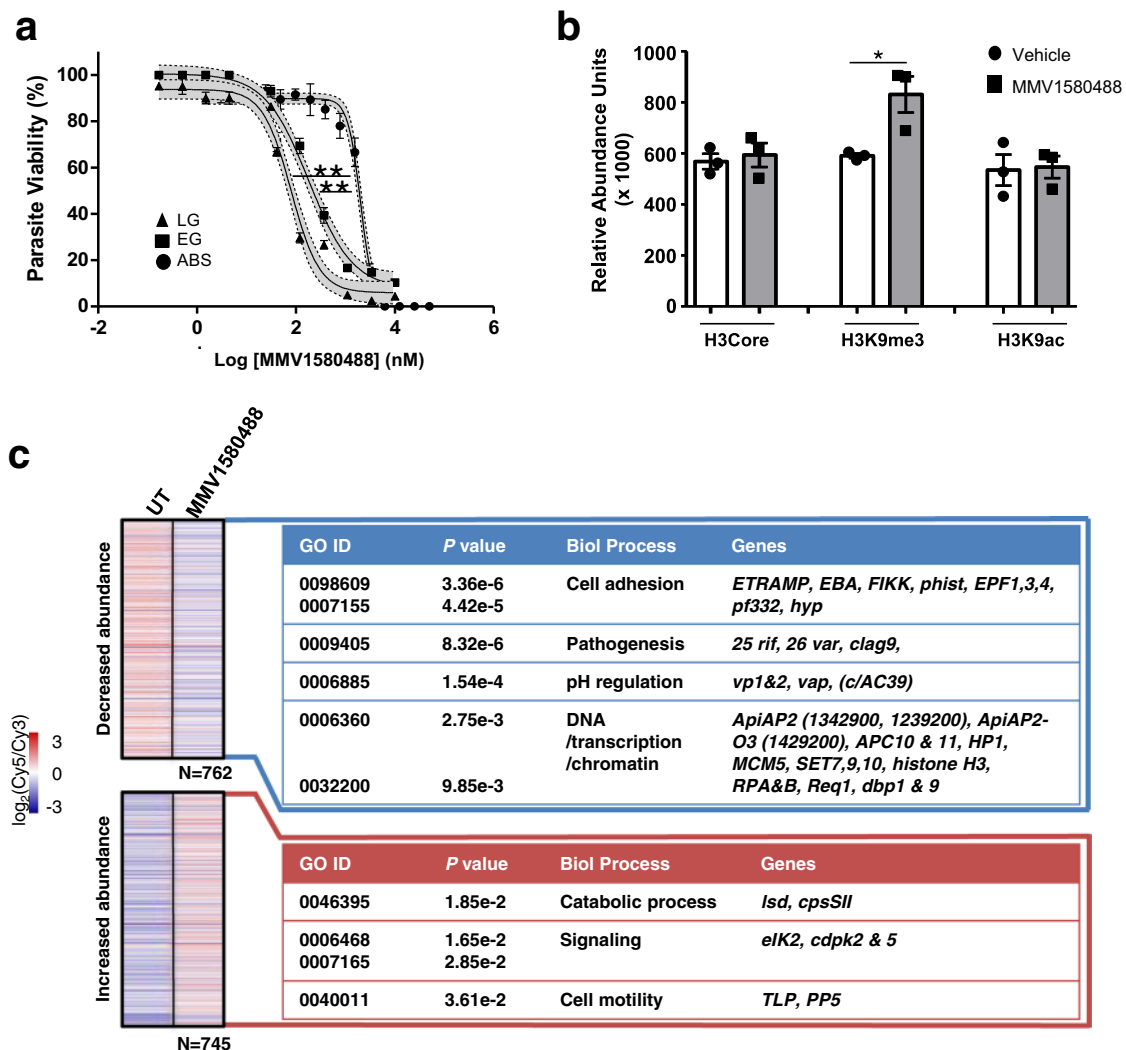 a
Parasite Viability (%)
100
80
60
40
20
0
**
**
LG
EG
ABS
-2
0
2
4
6
Log [MMV1580488] (nM)
b
Relative Abundance Units
(x 1000)
1000
800
600
400
200
0
*
Vehicle
MMV1580488
H3Core
H3K9me3
H3K9ac
c
UT
MMV1580488
Decreased abundance
N=762
log2(Cy5/Cy3)
3
0
-3
Increased abundance
N=745
GO ID P value Biol Process Genes
0098609 3.36e-6 Cell adhesion ETRAMP, EBA, FIKK, phist, EPF1,3,4,
0007155 4.42e-5 pf332, hyp
0009405 8.32e-6 Pathogenesis 25 rif, 26 var, clag9,
0006885 1.54e-4 pH regulation vp1&2, vap, (c/AC39)
0006360 2.75e-3 DNA ApiAP2 (1342900, 1239200), ApiAP2-
/transcription O3 (1429200), APC10 & 11, HP1,
/chromatin MCM5, SET7,9,10, histone H3,
0032200 9.85e-3 RPA&B, Req1, dbp1 & 9
GO ID P value Biol Process Genes
0046395 1.85e-2 Catabolic process lsd, cpsSII
0006468 1.65e-2 Signaling eIK2, cdpk2 & 5
0007165 2.85e-2
0040011 3.61e-2 Cell motility TLP, PP5